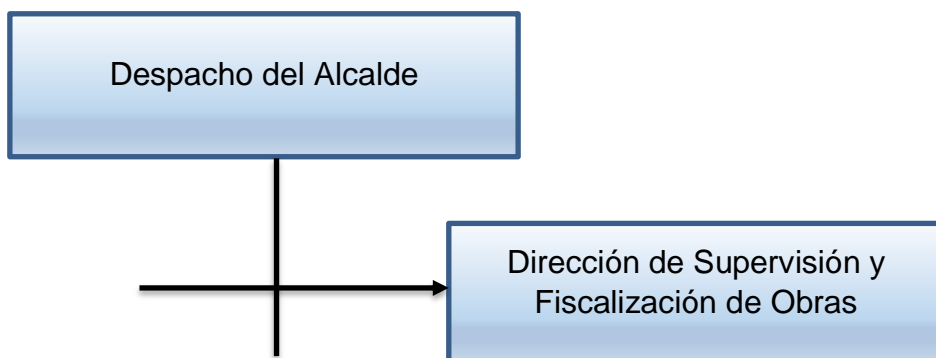 Despacho del Alcalde
Dirección de Supervisión y
Fiscalización de Obras